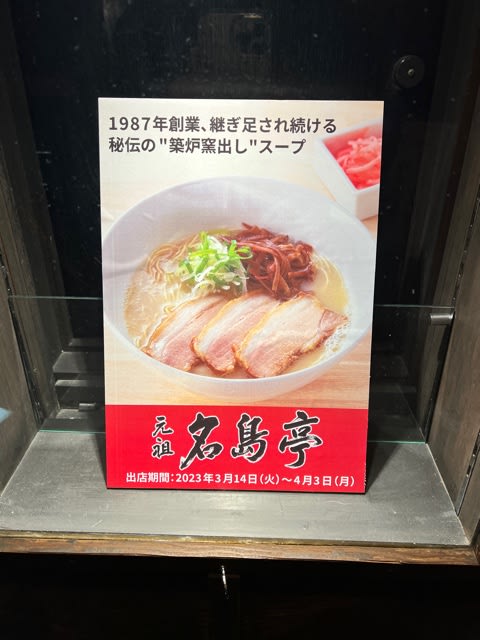 1987年創業、継ぎ足され続ける
秘伝の"築炉窯出し"スープ
元祖 名島亭
出店期間:2023年3月14日(火)～4月3日(月)